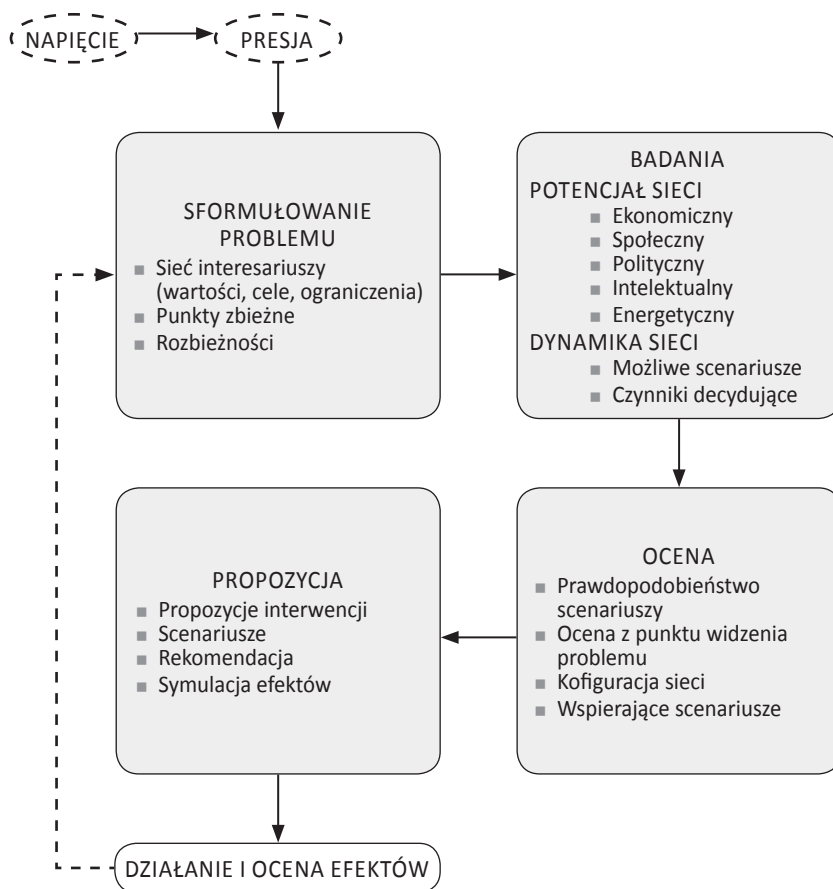 NAPIĘCIE
PRESJA
SFORMUŁOWANIE
PROBLEMU
Sieć interesariuszy
(wartości, cele, ograniczenia)
Punkty zbieżne
Rozbieżności
BADANIA
POTENCJAŁ SIECI
Ekonomiczny
Społeczny
Polityczny
Intelektualny
Energetyczny
DYNAMIKA SIECI
Możliwe scenariusze
Czynniki decydujące
OCENA
Prawdopodobieństwo
scenariuszy
Ocena z punktu widzenia
problemu
Kofiguracja sieci
Wspierające scenariusze
PROPOZYCJA
Propozycje interwencji
Scenariusze
Rekomendacja
Symulacja efektów
DZIAŁANIE I OCENA EFEKTÓW